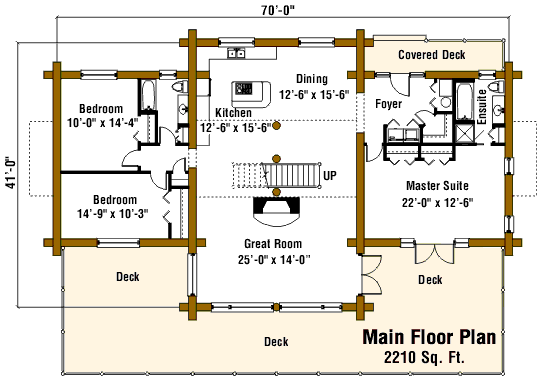 70'-0"
Covered Deck
Dining
12'-6" x 15'-6"
Bedroom
10'-0" x 14'-4"
Kitchen
12'-6" x 15'-6"
Foyer
Ensuite
41'-0"
UP
Bedroom
14'-9" x 10'-3"
Master Suite
22'-0" x 12'-6"
Great Room
25'-0" x 14'-0"
Deck
Deck
Deck
Main Floor Plan
2210 Sq. Ft.